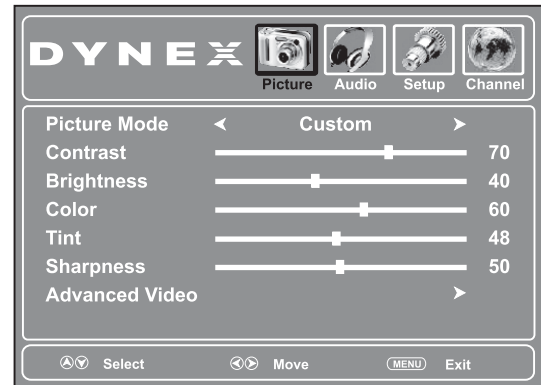 DYNEX
Picture Audio Setup Channel
Picture Mode Custom
Contrast 70
Brightness 40
Color 60
Tint 48
Sharpness 50
Advanced Video
Select Move MENU Exit